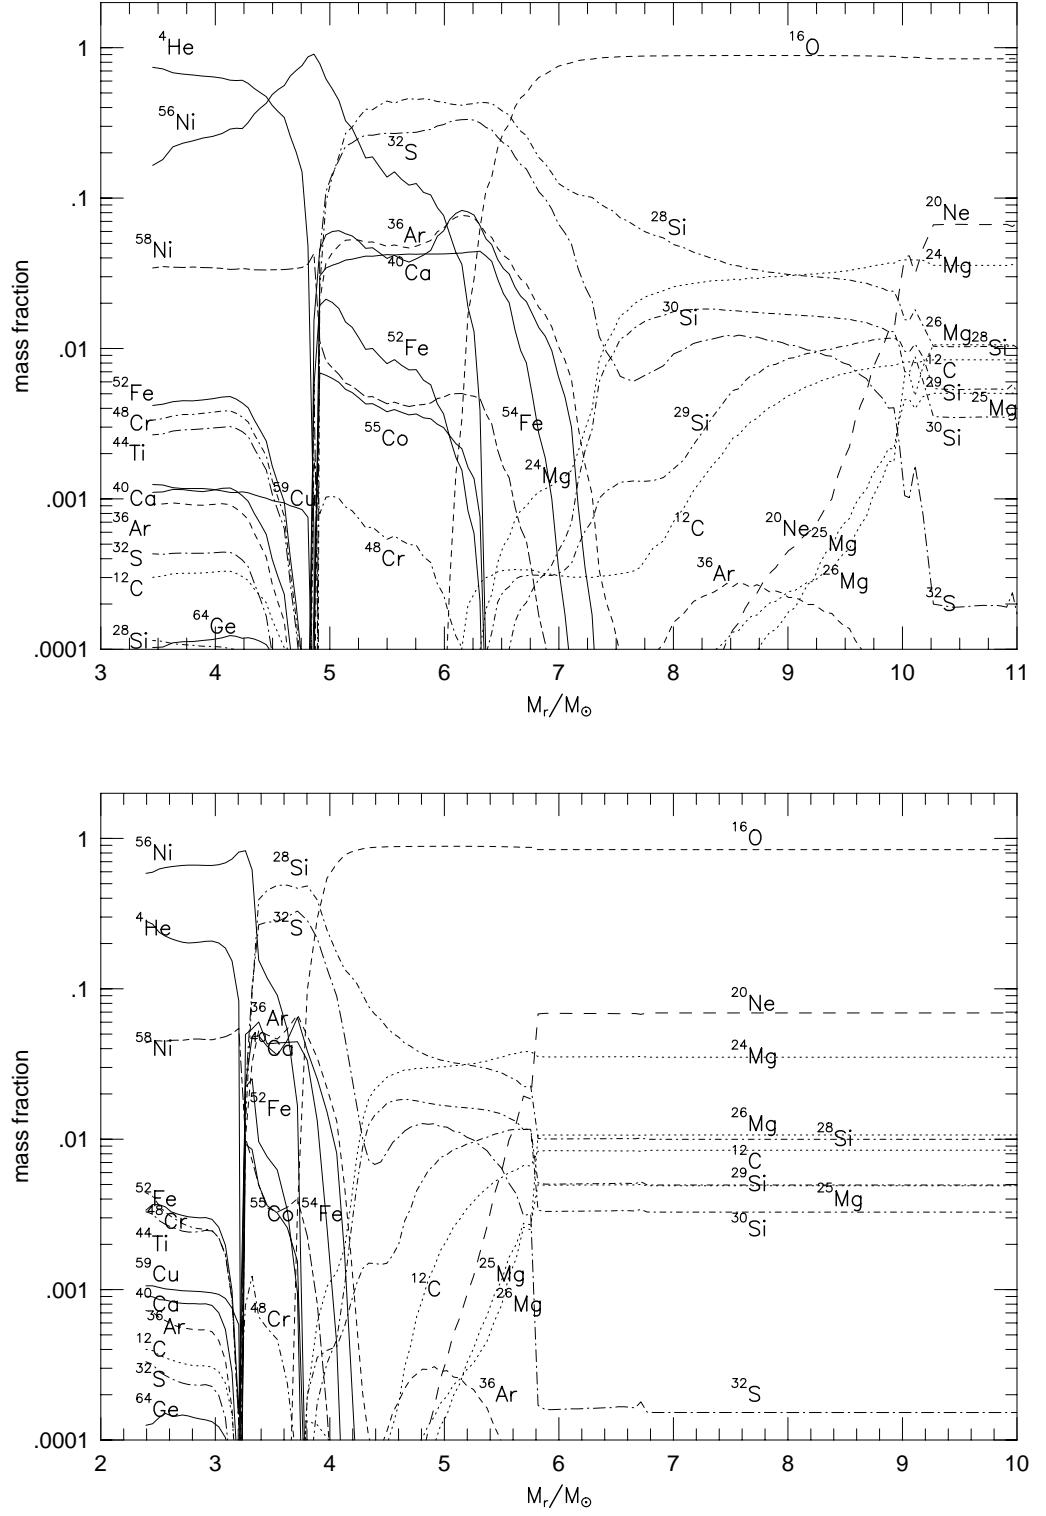 ⁴He
¹⁶O
⁵⁶Ni
³²S
²⁰Ne
²⁸Si
⁵⁸Ni
³⁶Ar
²⁴Mg
⁴⁰Ca
³⁰Si
⁵²Fe
²⁶Mg
²⁸Si
¹²C
⁵²Fe
²⁹Si
²⁵Mg
⁴⁸Cr
⁵⁵Co
⁵⁴Fe
²⁹Si
³⁰Si
⁴⁴Ti
²⁴Mg
⁴⁰Ca
⁵⁹Cu
³⁶Ar
¹²C
²⁰Ne
²⁵Mg
³²S
⁴⁸Cr
³⁶Ar
²⁶Mg
¹²C
³²S
⁶⁴Ge
²⁸Si
1
.1
.01
.001
.0001
mass fraction
3 4 5 6 7 8 9 10 11
Mᵣ/M☉
⁵⁶Ni
¹⁶O
²⁸Si
⁴He
³²S
²⁰Ne
³⁶Ar
⁵⁸Ni
⁴⁰Ca
²⁴Mg
⁵²Fe
²⁶Mg
²⁸Si
¹²C
²⁹Si
⁵²Fe
²⁵Mg
⁴⁸Cr
⁵⁵Co
⁵⁴Fe
³⁰Si
⁴⁴Ti
⁵⁹Cu
²⁵Mg
¹²C
⁴⁰Ca
²⁶Mg
³⁶Ar
⁴⁸Cr
¹²C
³²S
³⁶Ar
³²S
⁶⁴Ge
1
.1
.01
.001
.0001
mass fraction
2 3 4 5 6 7 8 9 10
Mᵣ/M☉